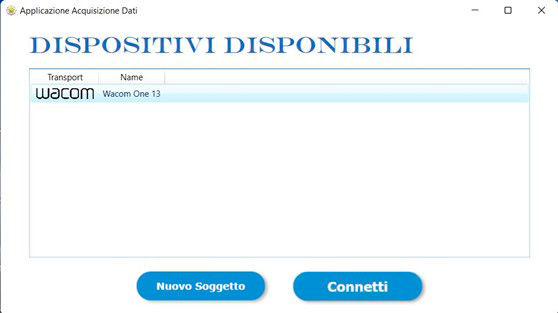 Applicazione Acquisizione Dati
DISPOSITIVI DISPONIBILI
Transport Name
wacom Wacom One 13
Nuovo Soggetto Connetti